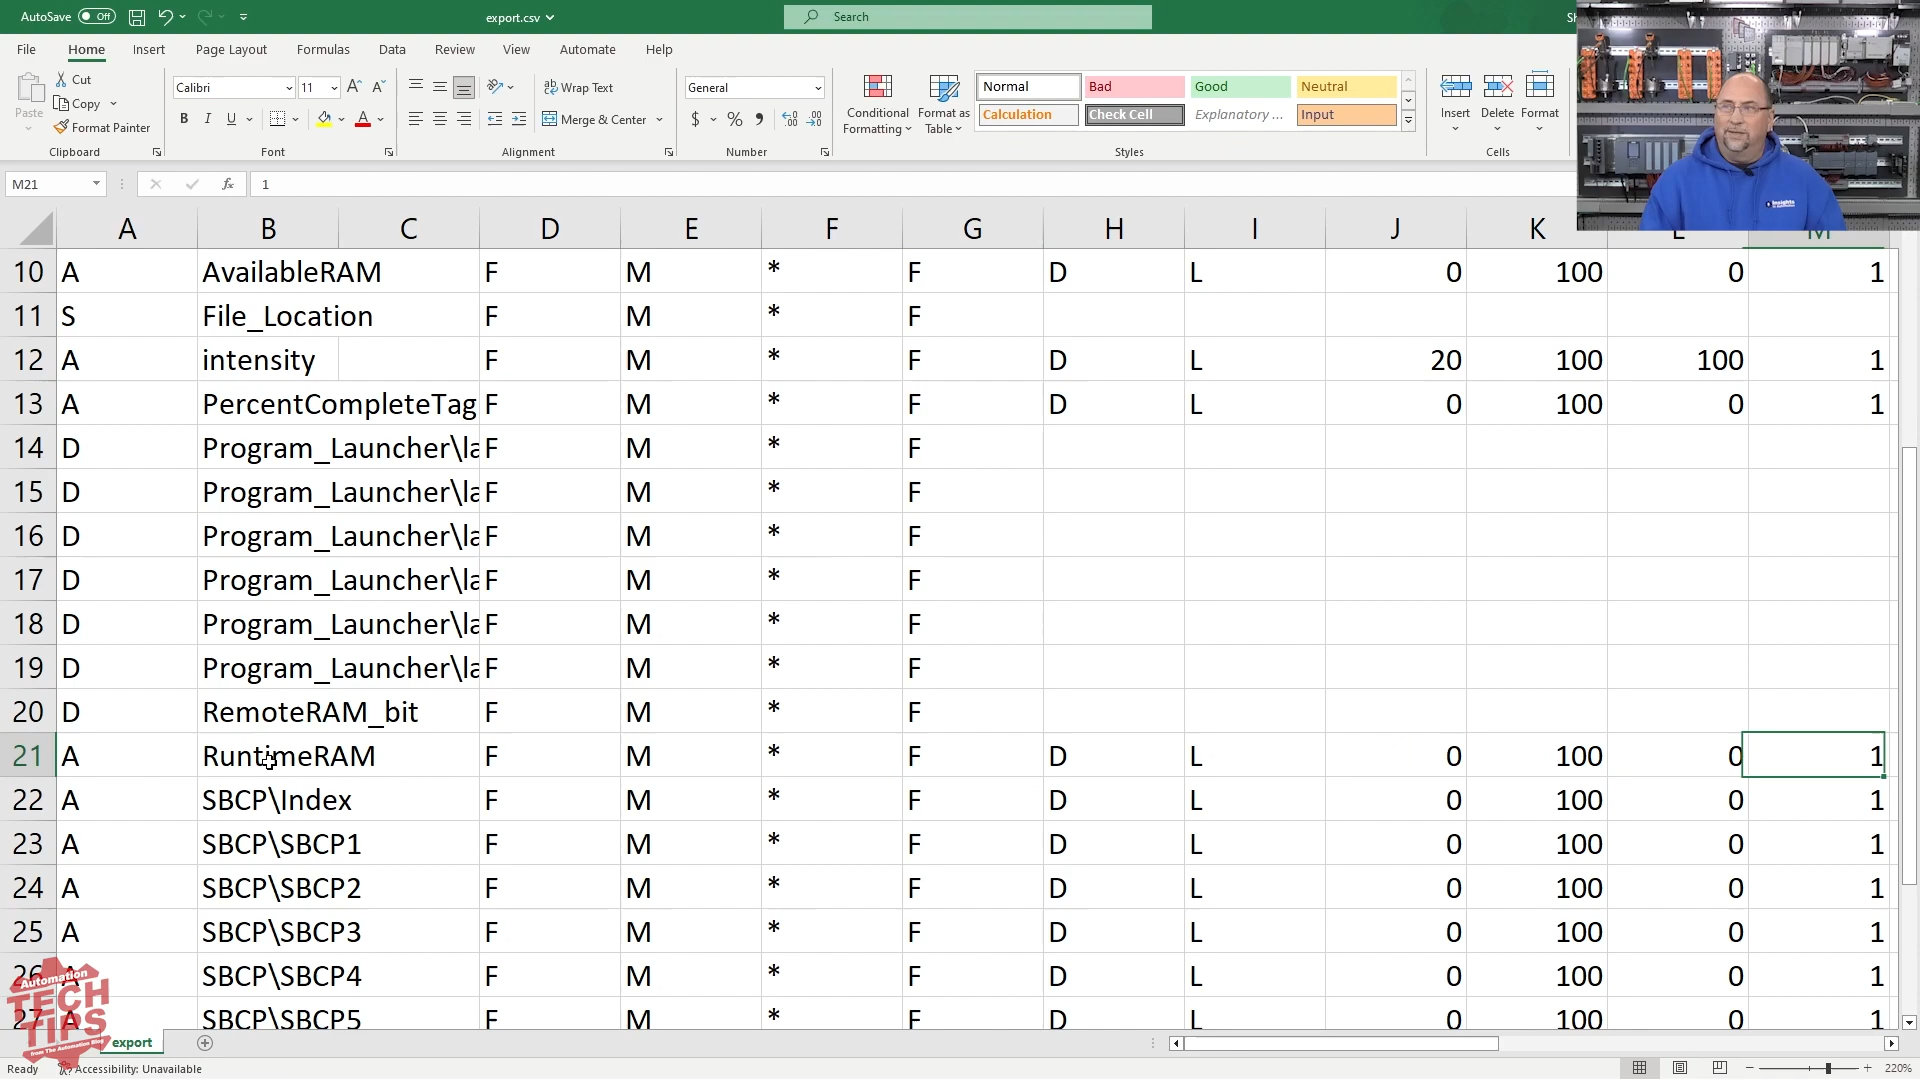 AutoSave Off export.csv Search Sh
File Home Insert Page Layout Formulas Data Review View Automate Help
Paste Cut Copy Format Painter Clipboard
Calibri 11 B I U A A Font
Wrap Text Merge & Center Alignment
General $ % 9 Number
Conditional Formatting Format as Table
Normal Bad Good Neutral
Calculation Check Cell Explanatory ... Input
Styles
Insert Delete Format
Cells
M21 fx 1
A B C D E F G H I J K L M
10 A AvailableRAM F M * F D L 0 100 0 1
11 S File_Location F M * F
12 A intensity F M * F D L 20 100 100 1
13 A PercentCompleteTag F M * F D L 0 100 0 1
14 D Program_Launcher\la F M * F
15 D Program_Launcher\la F M * F
16 D Program_Launcher\la F M * F
17 D Program_Launcher\la F M * F
18 D Program_Launcher\la F M * F
19 D Program_Launcher\la F M * F
20 D RemoteRAM_bit F M * F
21 A RuntimeRAM F M * F D L 0 100 0 1
22 A SBCP\Index F M * F D L 0 100 0 1
23 A SBCP\SBCP1 F M * F D L 0 100 0 1
24 A SBCP\SBCP2 F M * F D L 0 100 0 1
25 A SBCP\SBCP3 F M * F D L 0 100 0 1
26 A SBCP\SBCP4 F M * F D L 0 100 0 1
27 A SBCP\SBCP5 F M * F D L 0 100 0 1
Automation
TECH
TIPS
from The Automation Blog
export
Ready Accessibility: Unavailable 220%